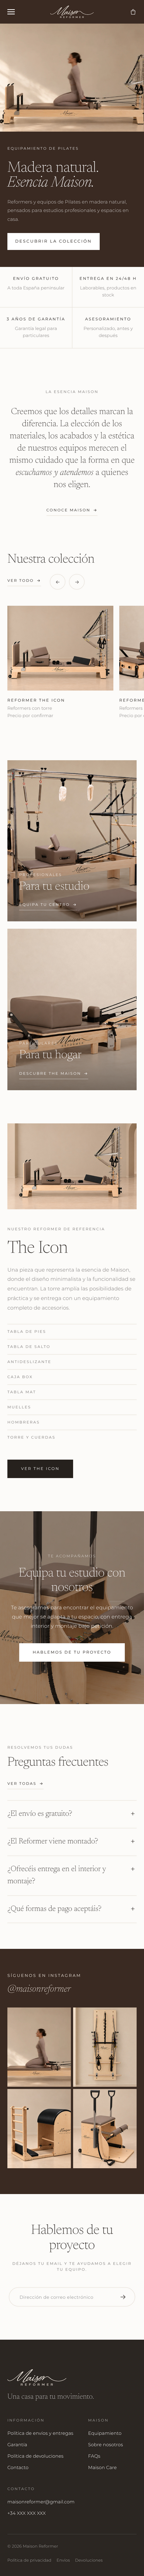 Maison
REFORMER
EQUIPAMIENTO DE PILATES
Madera natural.
Esencia Maison.
Reformers y equipos de Pilates en madera natural,
pensados para estudios profesionales y espacios en
casa.
DESCUBRIR LA COLECCIÓN
ENVÍO GRATUITO
A toda España peninsular
ENTREGA EN 24/48 H
Laborables, productos en
stock
3 AÑOS DE GARANTÍA
Garantía legal para
particulares
ASESORAMIENTO
Personalizado, antes y
después
LA ESENCIA MAISON
Creemos que los detalles marcan la
diferencia. La elección de los
materiales, los acabados y la estética
de nuestros equipos merecen el
mismo cuidado que la forma en que
escuchamos y atendemos a quienes
nos eligen.
CONOCE MAISON →
Nuestra colección
VER TODO →
← →
REFORMER THE ICON
Reformers con torre
Precio por confirmar
REFORME
Reformers
Precio por
Para tu estudio
EQUIPA TU CENTRO →
Para tu hogar
DESCUBRE THE MAISON →
NUESTRO REFORMER DE REFERENCIA
The Icon
Una pieza que representa la esencia de Maison,
donde el diseño minimalista y la funcionalidad se
encuentran. La torre amplía las posibilidades de
práctica y se entrega con un equipamiento
completo de accesorios.
TABLA DE PIES
TABLA DE SALTO
ANTIDESLIZANTE
CAJA BOX
TABLA MAT
MUELLES
HOMBRERAS
TORRE Y CUERDAS
VER THE ICON
TE ACOMPAÑAMOS
Equipa tu estudio con
nosotros
Te asesoramos para encontrar el equipamiento
que mejor se adapta a tu espacio, con entrega
interior y montaje bajo petición.
HABLEMOS DE TU PROYECTO
RESOLVEMOS TUS DUDAS
Preguntas frecuentes
VER TODAS →
¿El envío es gratuito? +
¿El Reformer viene montado? +
¿Ofrecéis entrega en el interior y +
montaje?
¿Qué formas de pago aceptáis? +
SÍGUENOS EN INSTAGRAM
@maisonreformer
Hablemos de tu
proyecto
DÉJANOS TU EMAIL Y TE AYUDAMOS A ELEGIR
TU EQUIPO.
Dirección de correo electrónico →
Maison
REFORMER
Una casa para tu movimiento.
INFORMACIÓN
Política de envíos y entregas
Garantía
Política de devoluciones
Contacto
MAISON
Equipamiento
Sobre nosotros
FAQs
Maison Care
CONTACTO
maisonreformer@gmail.com
+34 XXX XXX XXX
© 2026 Maison Reformer
Política de privacidad Envíos Devoluciones